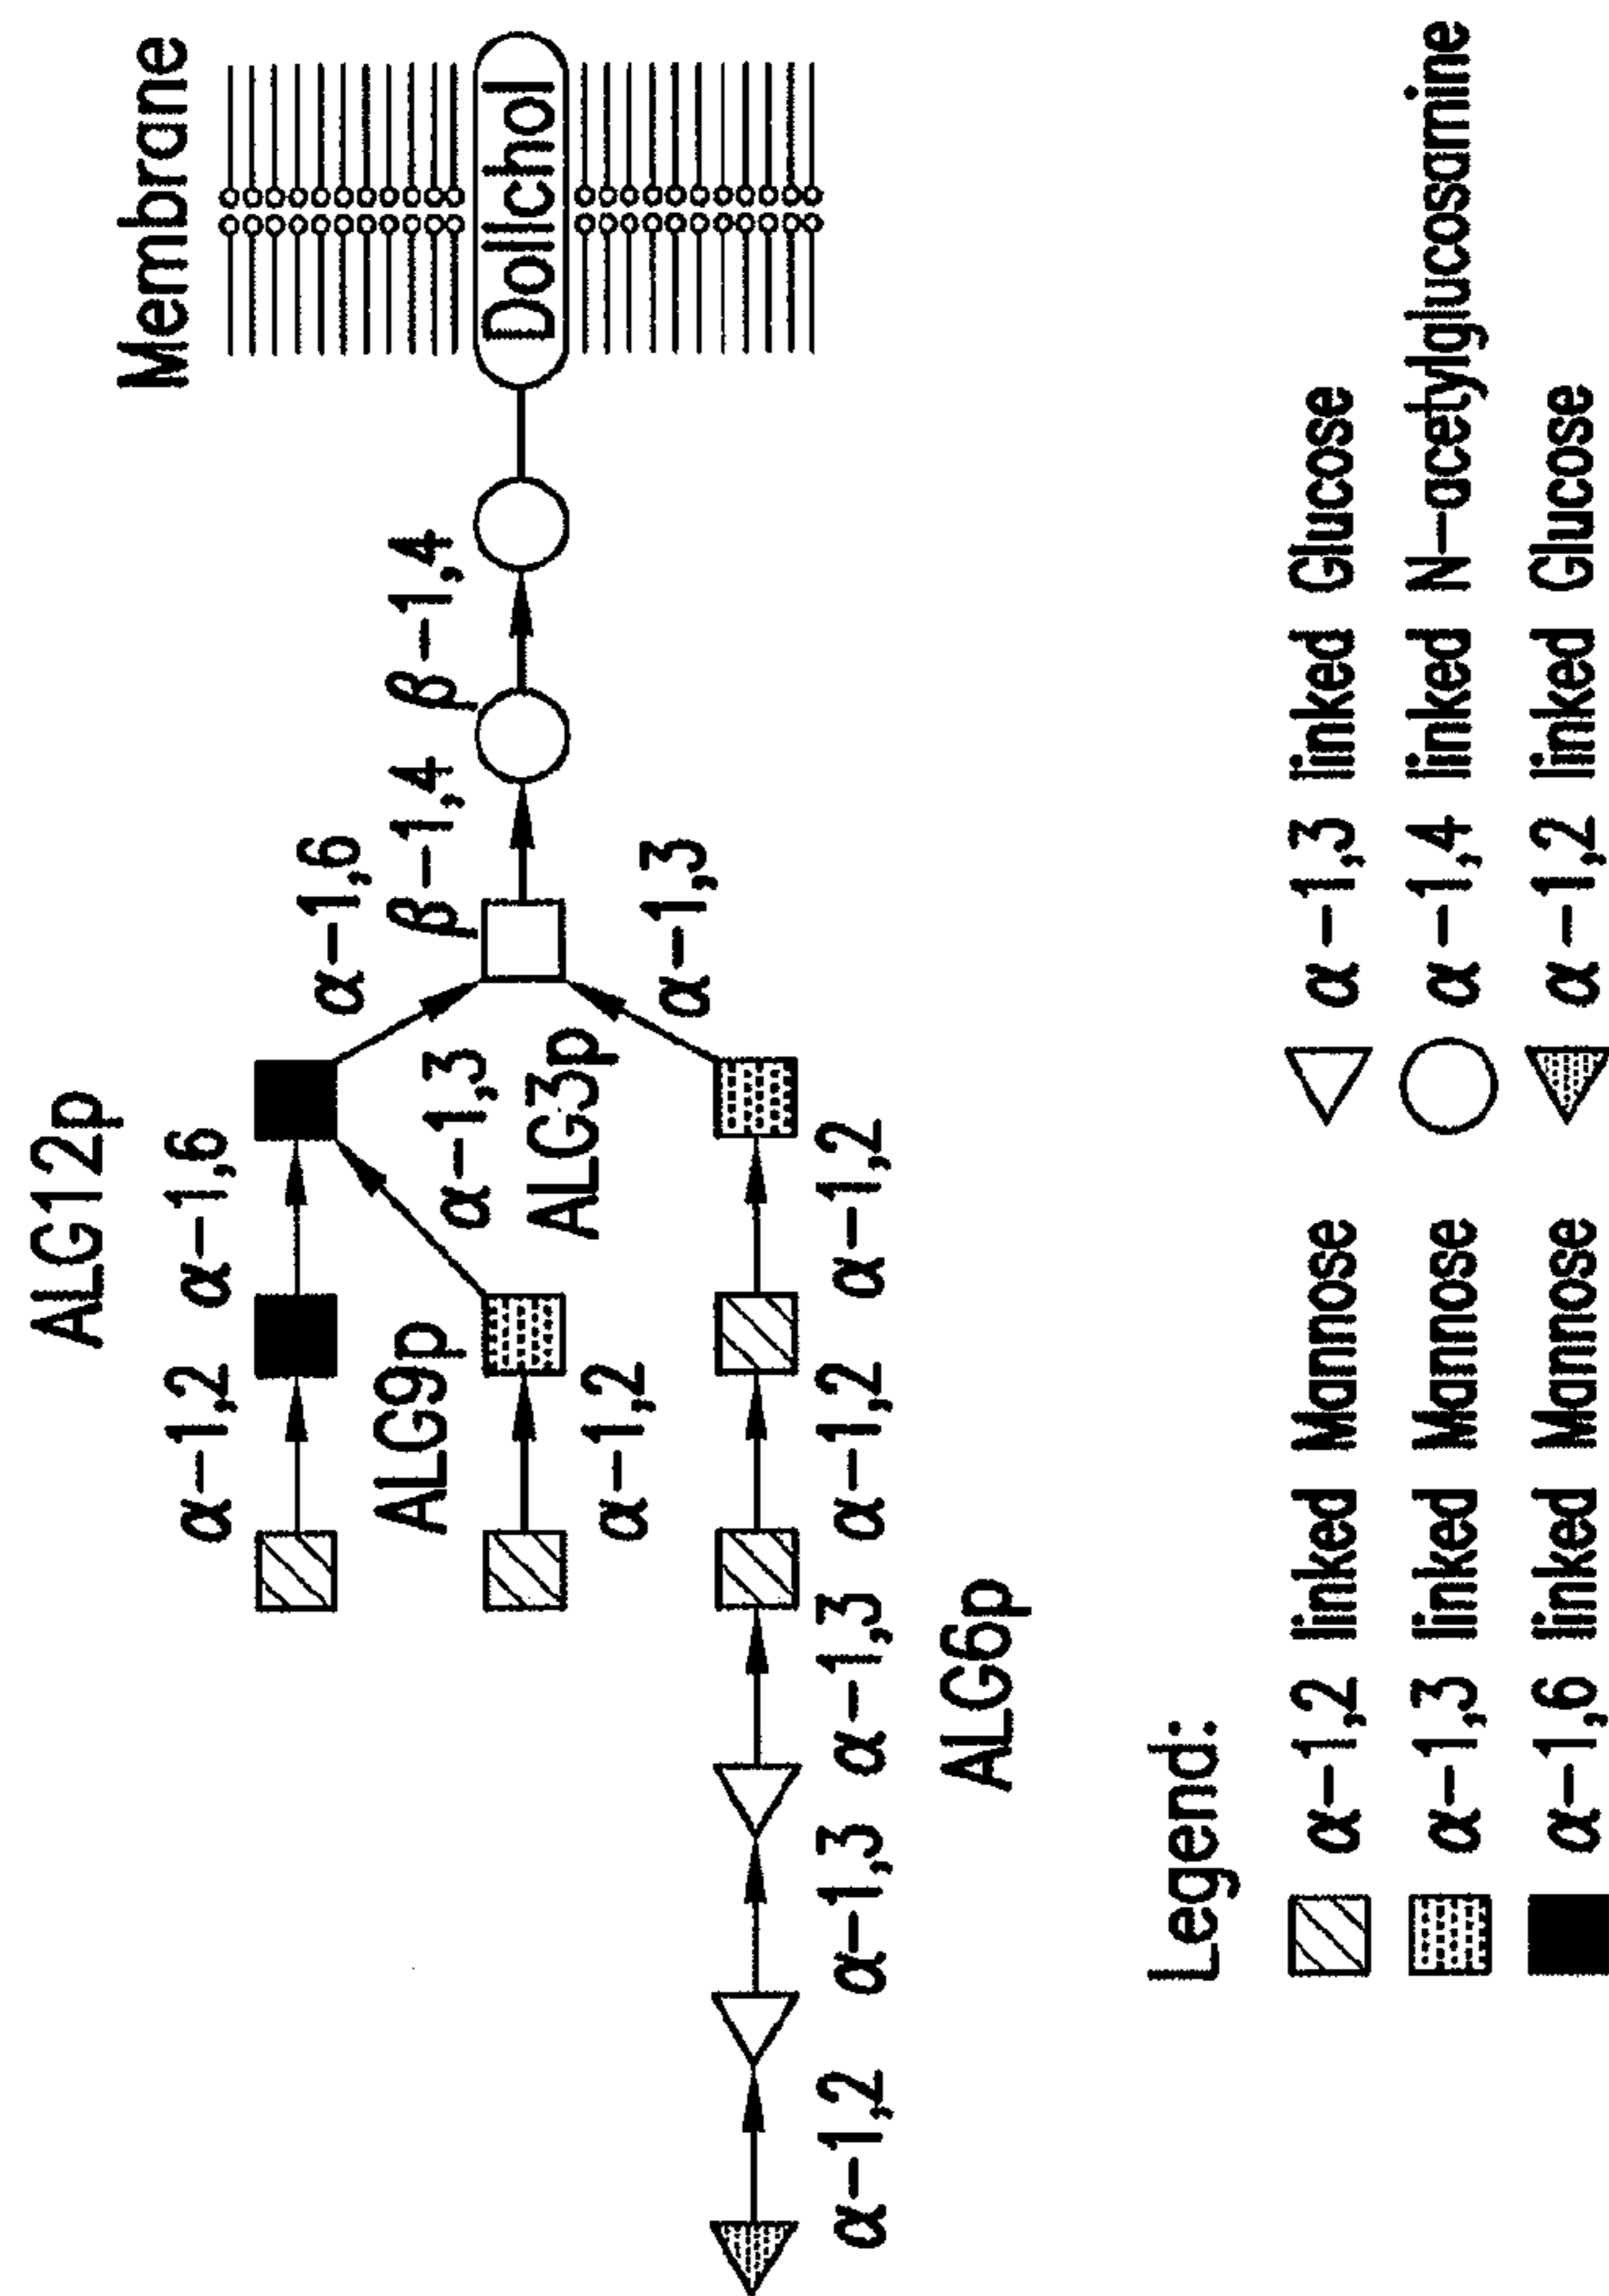 ALG12p
Membrane
α-1,2 α-1,6
α-1,6
ALG9p
β-1,4 β-1,4
α-1,3
Dolichol
ALG3p
α-1,2
α-1,3
α-1,2 α-1,3 α-1,3 α-1,2 α-1,2
ALG6p
Legend:
α-1,2 linked Mannose
α-1,3 linked Glucose
α-1,3 linked Mannose
α-1,4 linked N-acetylglucosamine
α-1,6 linked Mannose
α-1,2 linked Glucose